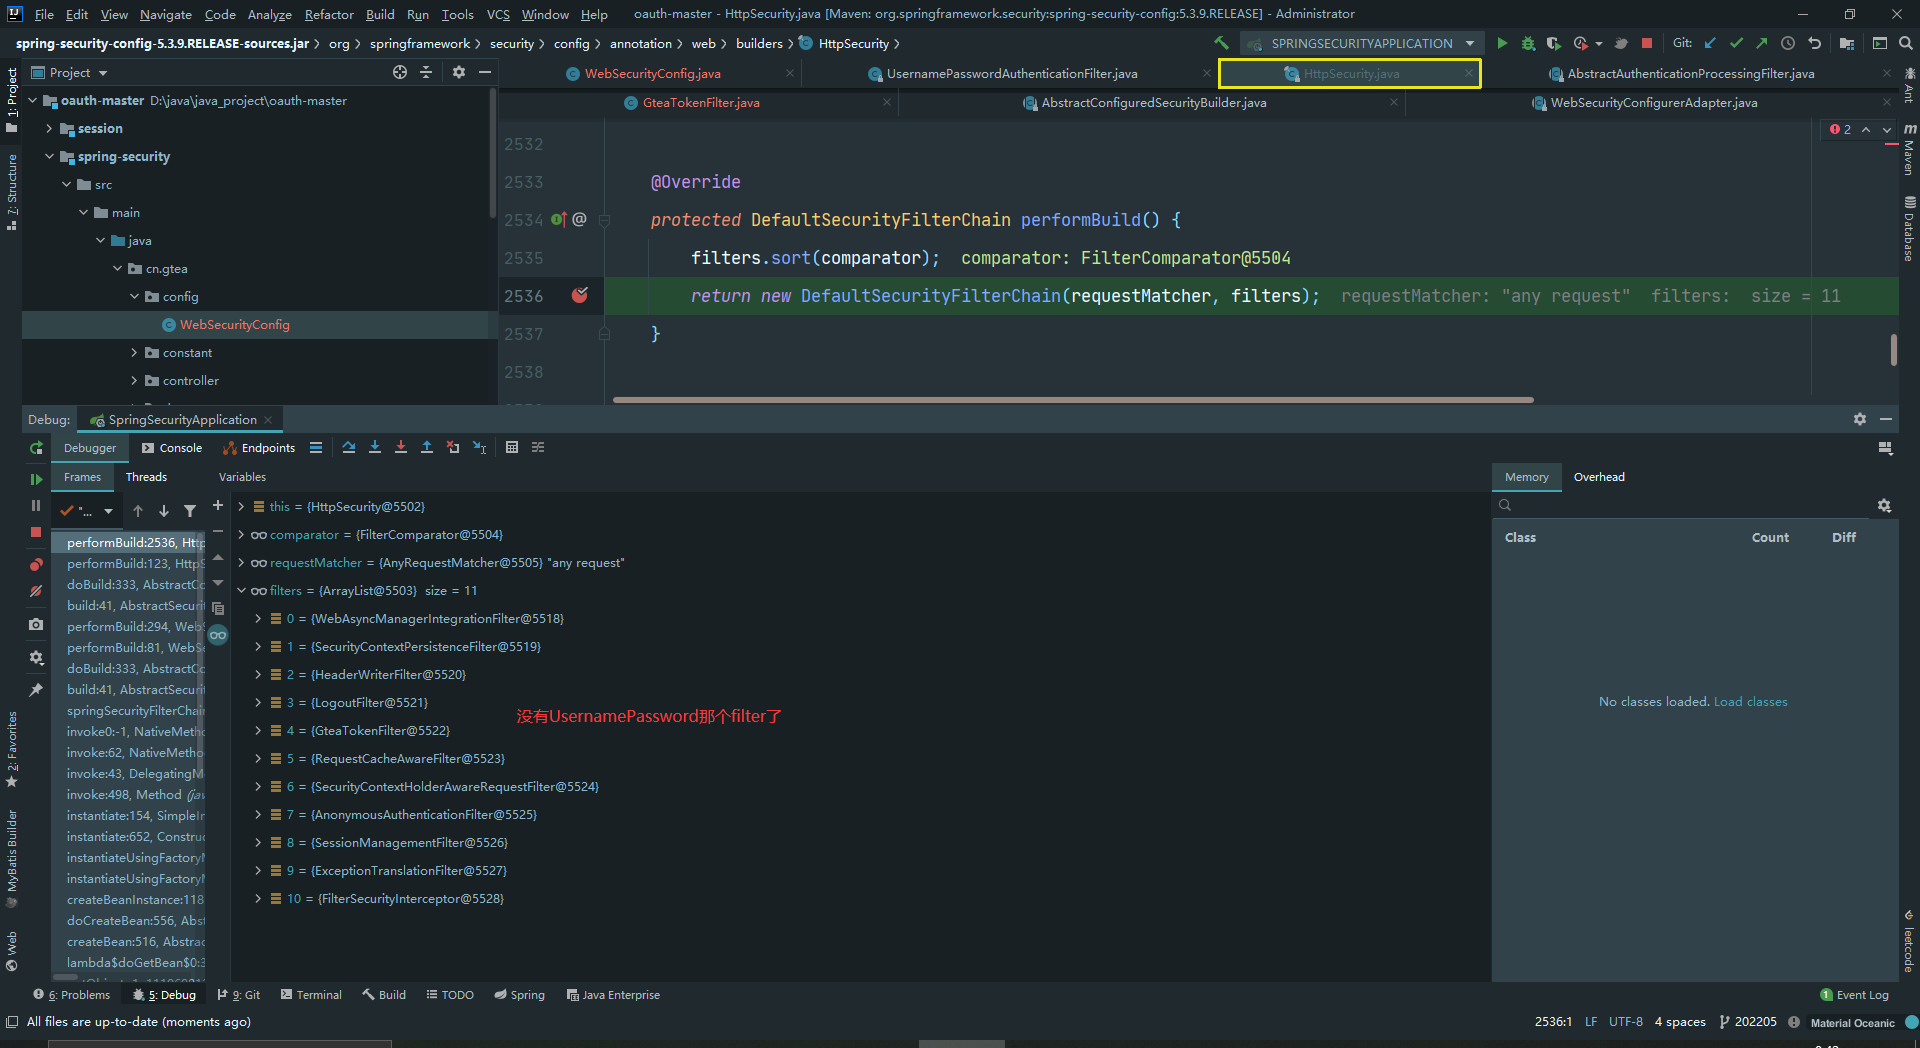 File Edit View Navigate Code Analyze Refactor Build Run Tools VCS Window Help oauth-master - HttpSecurity.java [Maven: org.springframework.security:spring-security-config:5.3.9.RELEASE] - Administrator
spring-security-config-5.3.9.RELEASE-sources.jar org springframework security config annotation web builders HttpSecurity SPRINGSECURITYAPPLICATION Git:
Project
WebSecurityConfig.java UsernamePasswordAuthenticationFilter.java HttpSecurity.java AbstractAuthenticationProcessingFilter.java
GteaTokenFilter.java AbstractConfiguredSecurityBuilder.java WebSecurityConfigurerAdapter.java
1: Project
7: Structure
2: Favorites
MyBatis Builder
Web
oauth-master D:\java\java_project\oauth-master
session
spring-security
src
main
java
cn.gtea
config
WebSecurityConfig
constant
controller
2532
2533 @Override
2534 protected DefaultSecurityFilterChain performBuild() {
2535 filters.sort(comparator); comparator: FilterComparator@5504
2536 return new DefaultSecurityFilterChain(requestMatcher, filters); requestMatcher: "any request" filters: size = 11
2537 }
2538
2
Ant
Maven
Database
leetcode
Debug: SpringSecurityApplication
Debugger Console Endpoints
Frames Threads Variables
"...
performBuild:2536, Http
performBuild:123, HttpS
doBuild:333, AbstractCo
build:41, AbstractSecurit
performBuild:294, WebS
performBuild:81, WebSe
doBuild:333, AbstractCo
build:41, AbstractSecurit
springSecurityFilterChai
invoke0:-1, NativeMetho
invoke:62, NativeMetho
invoke:43, DelegatingM
invoke:498, Method (jav
instantiate:154, SimpleIn
instantiate:652, Construc
instantiateUsingFactoryM
instantiateUsingFactoryM
createBeanInstance:118
doCreateBean:556, Abst
createBean:516, Abstrac
lambda$doGetBean$0:3
this = {HttpSecurity@5502}
comparator = {FilterComparator@5504}
requestMatcher = {AnyRequestMatcher@5505} "any request"
filters = {ArrayList@5503} size = 11
0 = {WebAsyncManagerIntegrationFilter@5518}
1 = {SecurityContextPersistenceFilter@5519}
2 = {HeaderWriterFilter@5520}
3 = {LogoutFilter@5521}
没有UsernamePassword那个filter了
4 = {GteaTokenFilter@5522}
5 = {RequestCacheAwareFilter@5523}
6 = {SecurityContextHolderAwareRequestFilter@5524}
7 = {AnonymousAuthenticationFilter@5525}
8 = {SessionManagementFilter@5526}
9 = {ExceptionTranslationFilter@5527}
10 = {FilterSecurityInterceptor@5528}
Memory Overhead
Class Count Diff
No classes loaded. Load classes
6: Problems 5: Debug 9: Git Terminal Build TODO Spring Java Enterprise 1 Event Log
All files are up-to-date (moments ago) 2536:1 LF UTF-8 4 spaces 202205 Material Oceanic